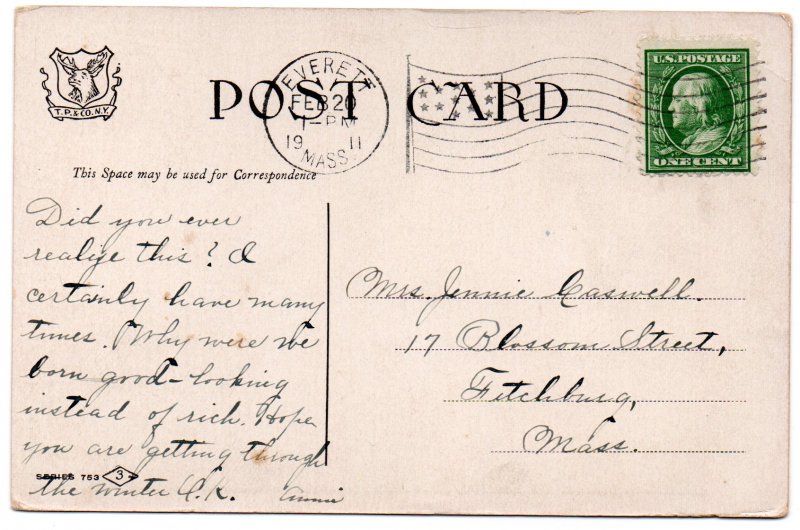 T.P.& CO. N.Y.
POST CARD
EVERETT
FEB 20
1-PM
19 11
MASS.
U.S. POSTAGE
ONE CENT
This Space may be used for Correspondence
Did you ever
realize this? I
certainly have many
times. Why were we
born good-looking
instead of rich. Hope
you are getting through
the winter O.K. Annie
SERIES 753 3
Mrs. Jennie Caswell.
17 Blossom Street,
Fitchburg,
Mass.